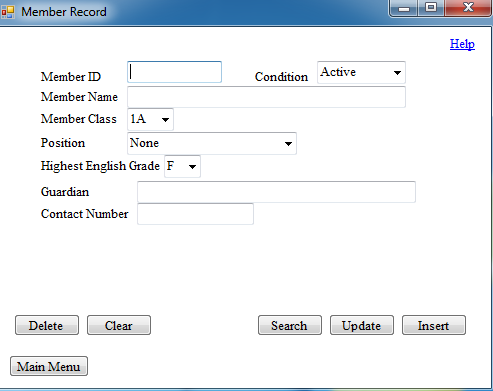 Member Record
Help
Member ID Condition Active
Member Name
Member Class 1A
Position None
Highest English Grade F
Guardian
Contact Number
Delete Clear Search Update Insert
Main Menu